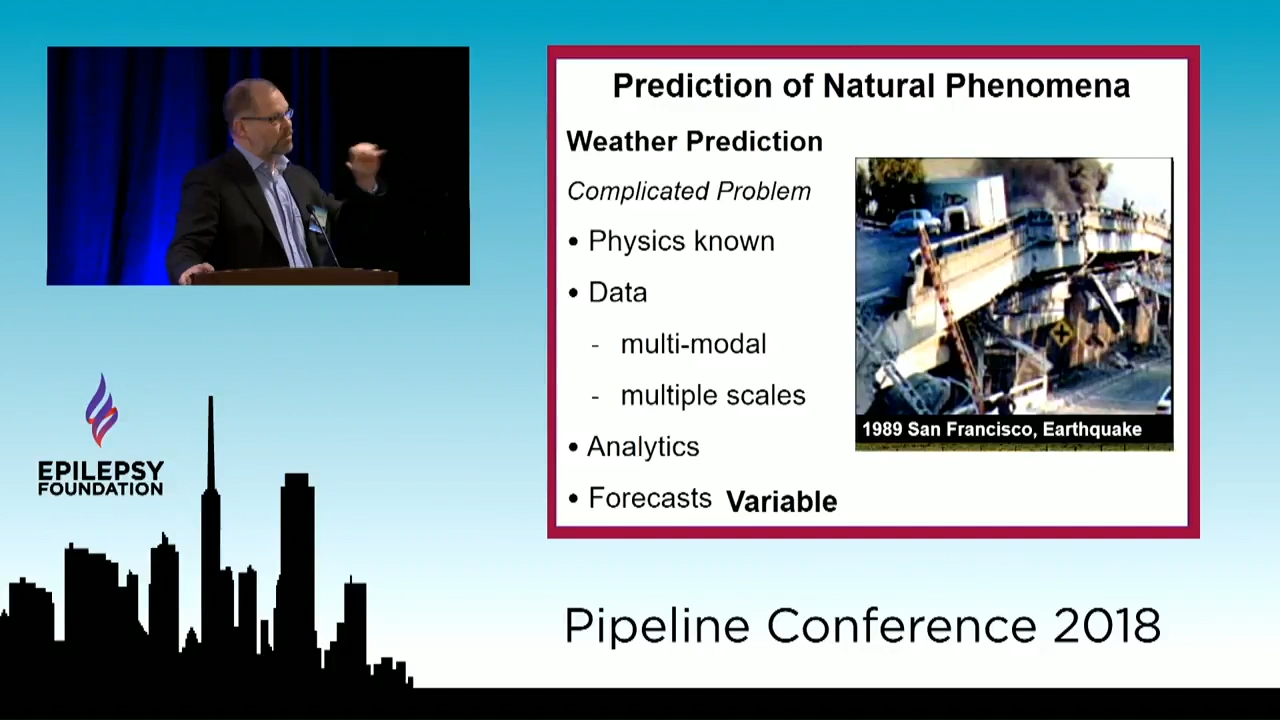 Prediction of Natural Phenomena
Weather Prediction
Complicated Problem
• Physics known
• Data
- multi-modal
- multiple scales
• Analytics
• Forecasts Variable
1989 San Francisco, Earthquake
EPILEPSY
FOUNDATION
Pipeline Conference 2018